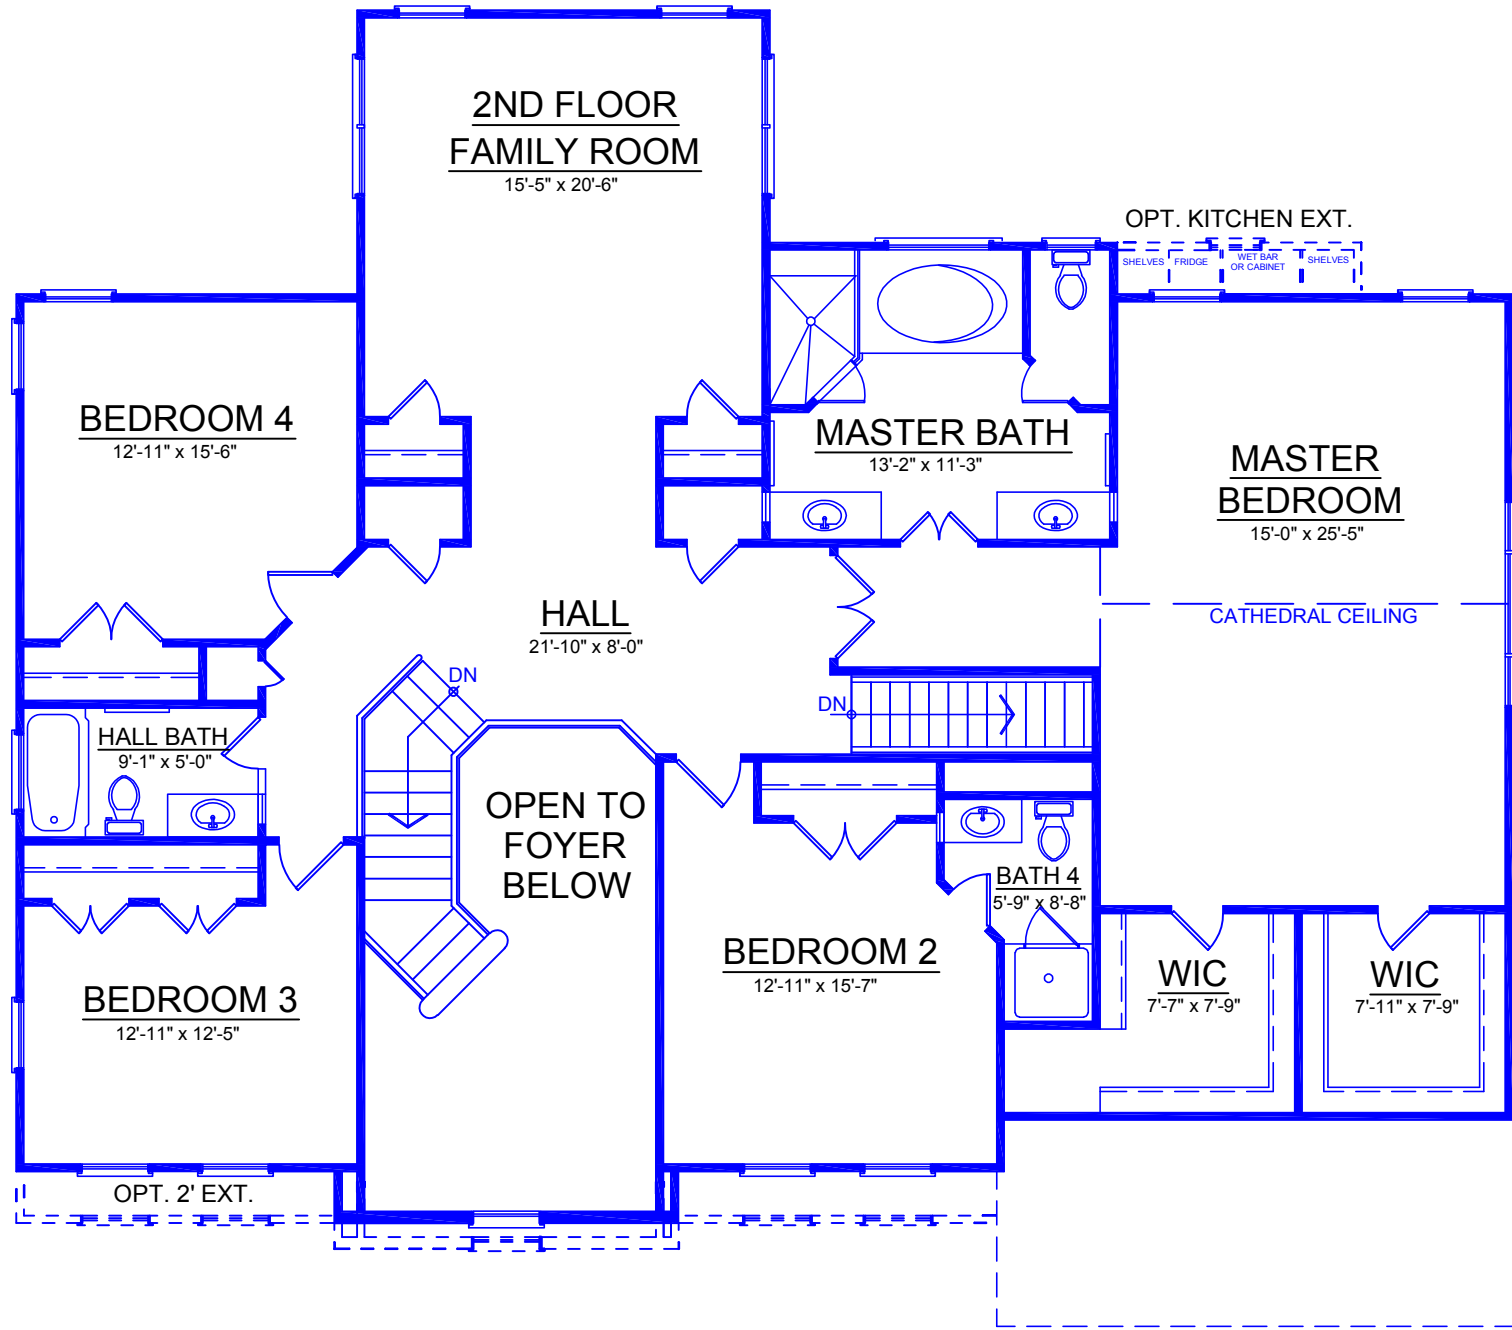 2ND FLOOR
FAMILY ROOM
15'-5" x 20'-6"
OPT. KITCHEN EXT.
SHELVES
FRIDGE
WET BAR
OR CABINET
SHELVES
BEDROOM 4
12'-11" x 15'-6"
MASTER BATH
13'-2" x 11'-3"
MASTER
BEDROOM
15'-0" x 25'-5"
HALL
21'-10" x 8'-0"
CATHEDRAL CEILING
DN
DN
HALL BATH
9'-1" x 5'-0"
OPEN TO
FOYER
BELOW
BATH 4
5'-9" x 8'-8"
BEDROOM 2
12'-11" x 15'-7"
WIC
7'-7" x 7'-9"
WIC
7'-11" x 7'-9"
BEDROOM 3
12'-11" x 12'-5"
OPT. 2' EXT.